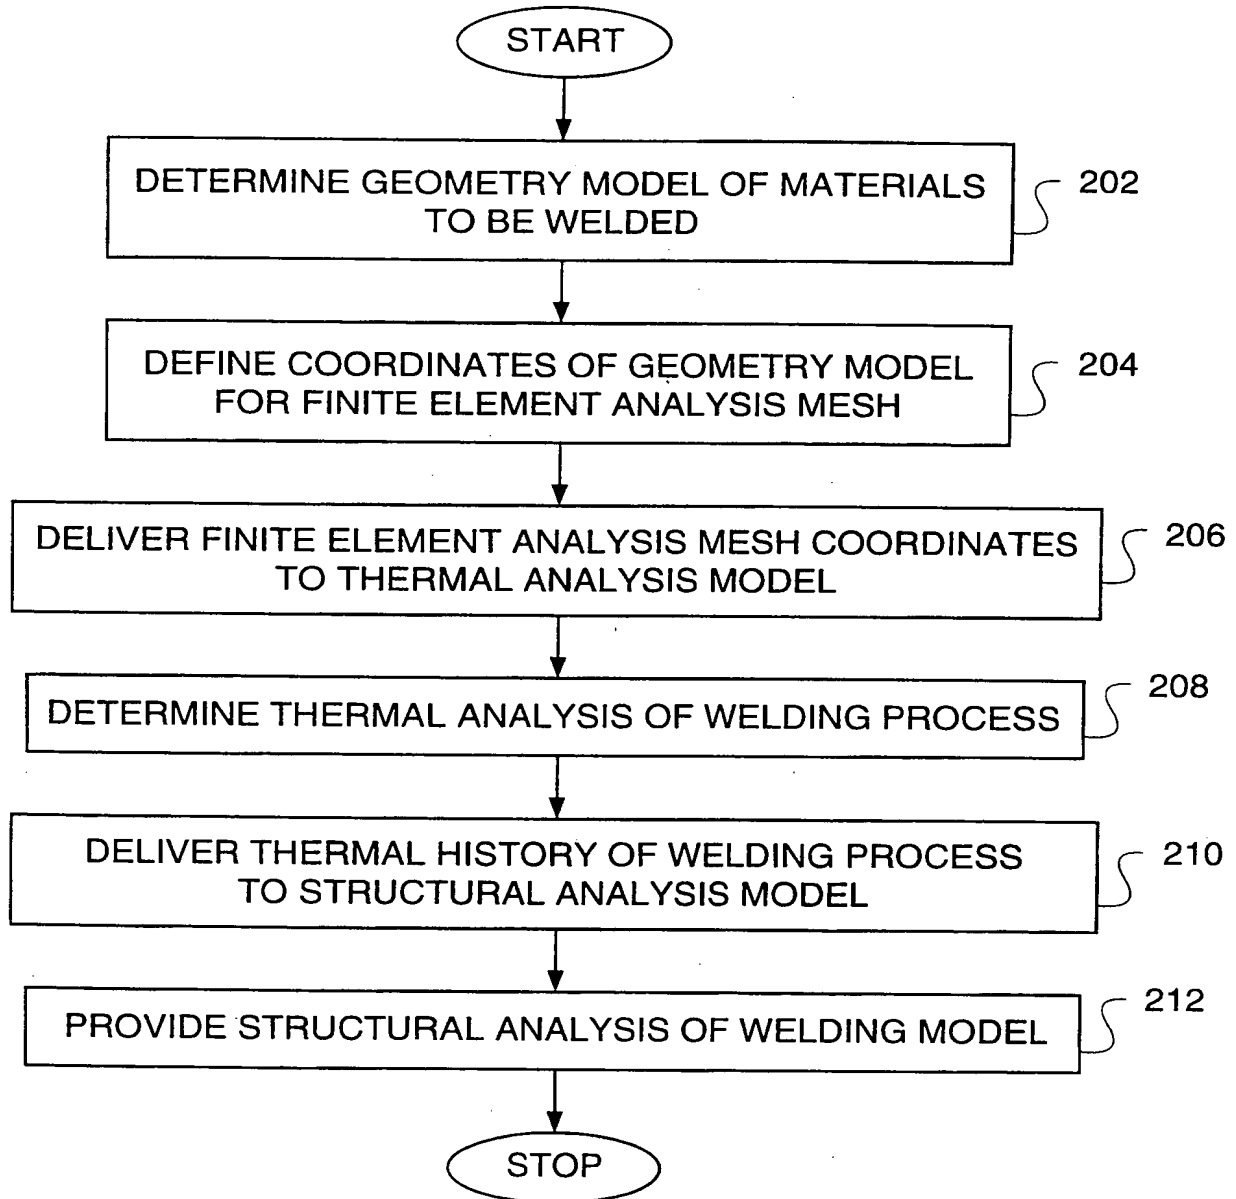 START
DETERMINE GEOMETRY MODEL OF MATERIALS
TO BE WELDED
202
DEFINE COORDINATES OF GEOMETRY MODEL
FOR FINITE ELEMENT ANALYSIS MESH
204
DELIVER FINITE ELEMENT ANALYSIS MESH COORDINATES
TO THERMAL ANALYSIS MODEL
206
DETERMINE THERMAL ANALYSIS OF WELDING PROCESS
208
DELIVER THERMAL HISTORY OF WELDING PROCESS
TO STRUCTURAL ANALYSIS MODEL
210
PROVIDE STRUCTURAL ANALYSIS OF WELDING MODEL
212
STOP